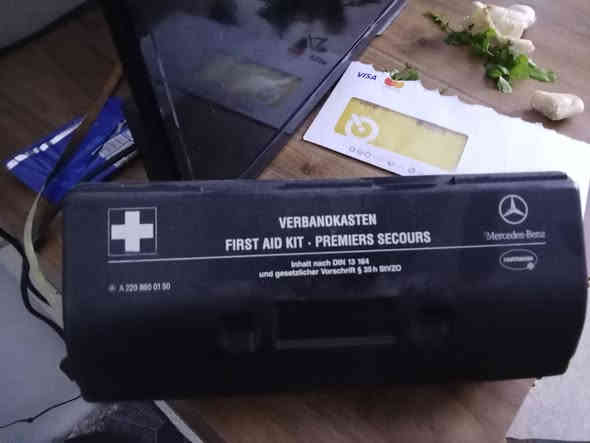 VISA
VERBANDKASTEN
FIRST AID KIT · PREMIERS SECOURS
Mercedes-Benz
Inhalt nach DIN 13 164
und gesetzlicher Vorschrift § 35 h StVZO
A 220 860 01 50